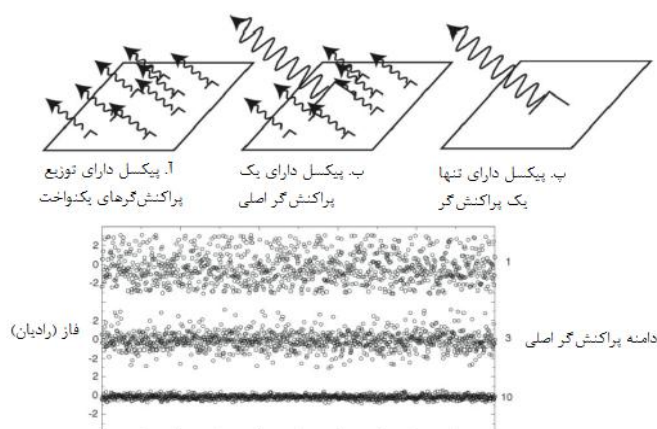 آ. پیکسل دارای توزیع
پراکنش‌گرهای یکنواخت
ب. پیکسل دارای یک
پراکنش‌گر اصلی
پ. پیکسل دارای تنها
یک پراکنش‌گر
فاز (رادیان)
2
0
-2
2
0
-2
2
0
-2
1
3
10
دامنه پراکنش‌گر اصلی